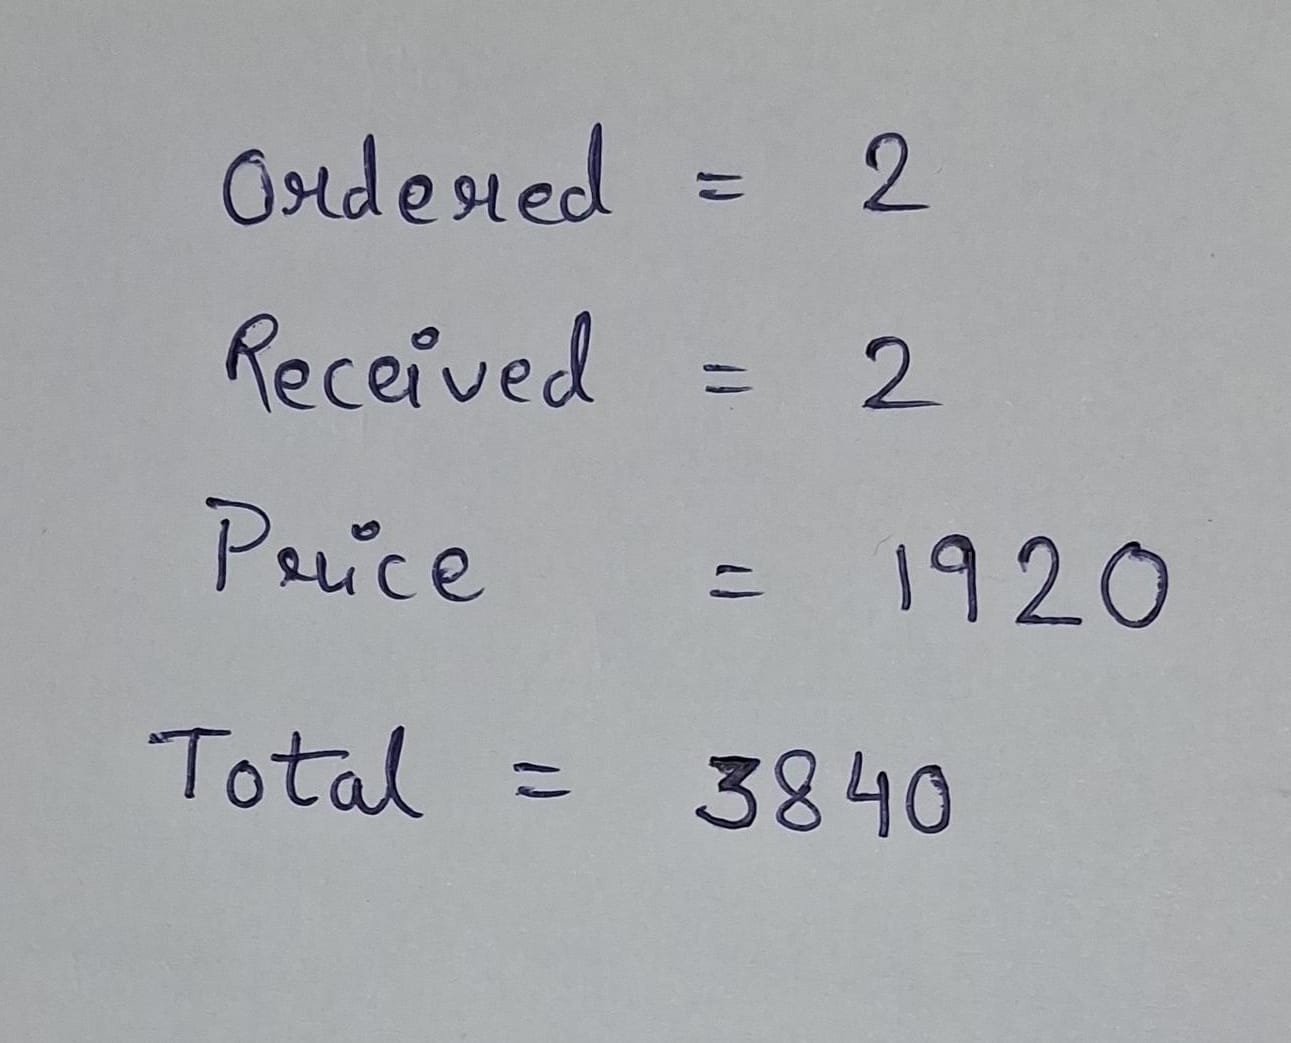 Ordered = 2
Received = 2
Price = 1920
Total = 3840